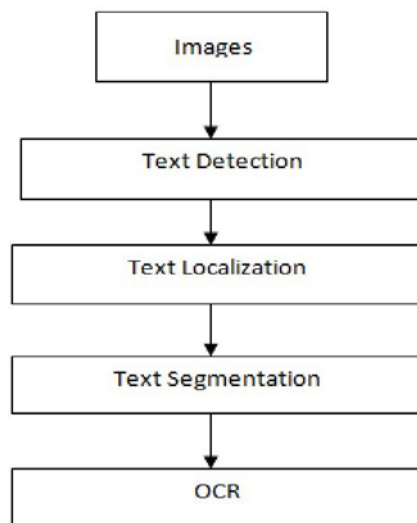 Images
Text Detection
Text Localization
Text Segmentation
OCR